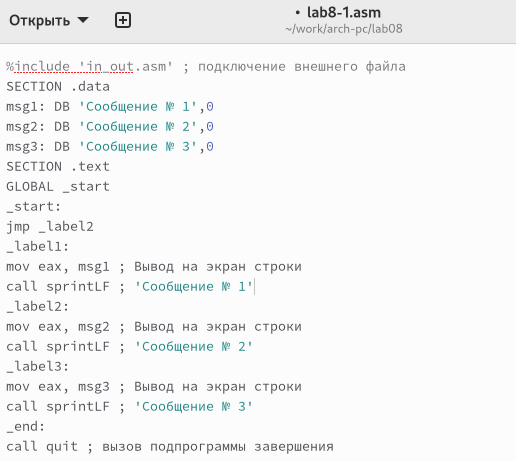 Открыть
• lab8-1.asm
~/work/arch-pc/lab08
%include 'in_out.asm' ; подключение внешнего файла
SECTION .data
msg1: DB 'Сообщение № 1',0
msg2: DB 'Сообщение № 2',0
msg3: DB 'Сообщение № 3',0
SECTION .text
GLOBAL _start
_start:
jmp _label2
_label1:
mov eax, msg1 ; Вывод на экран строки
call sprintLF ; 'Сообщение № 1'
_label2:
mov eax, msg2 ; Вывод на экран строки
call sprintLF ; 'Сообщение № 2'
_label3:
mov eax, msg3 ; Вывод на экран строки
call sprintLF ; 'Сообщение № 3'
_end:
call quit ; вызов подпрограммы завершения